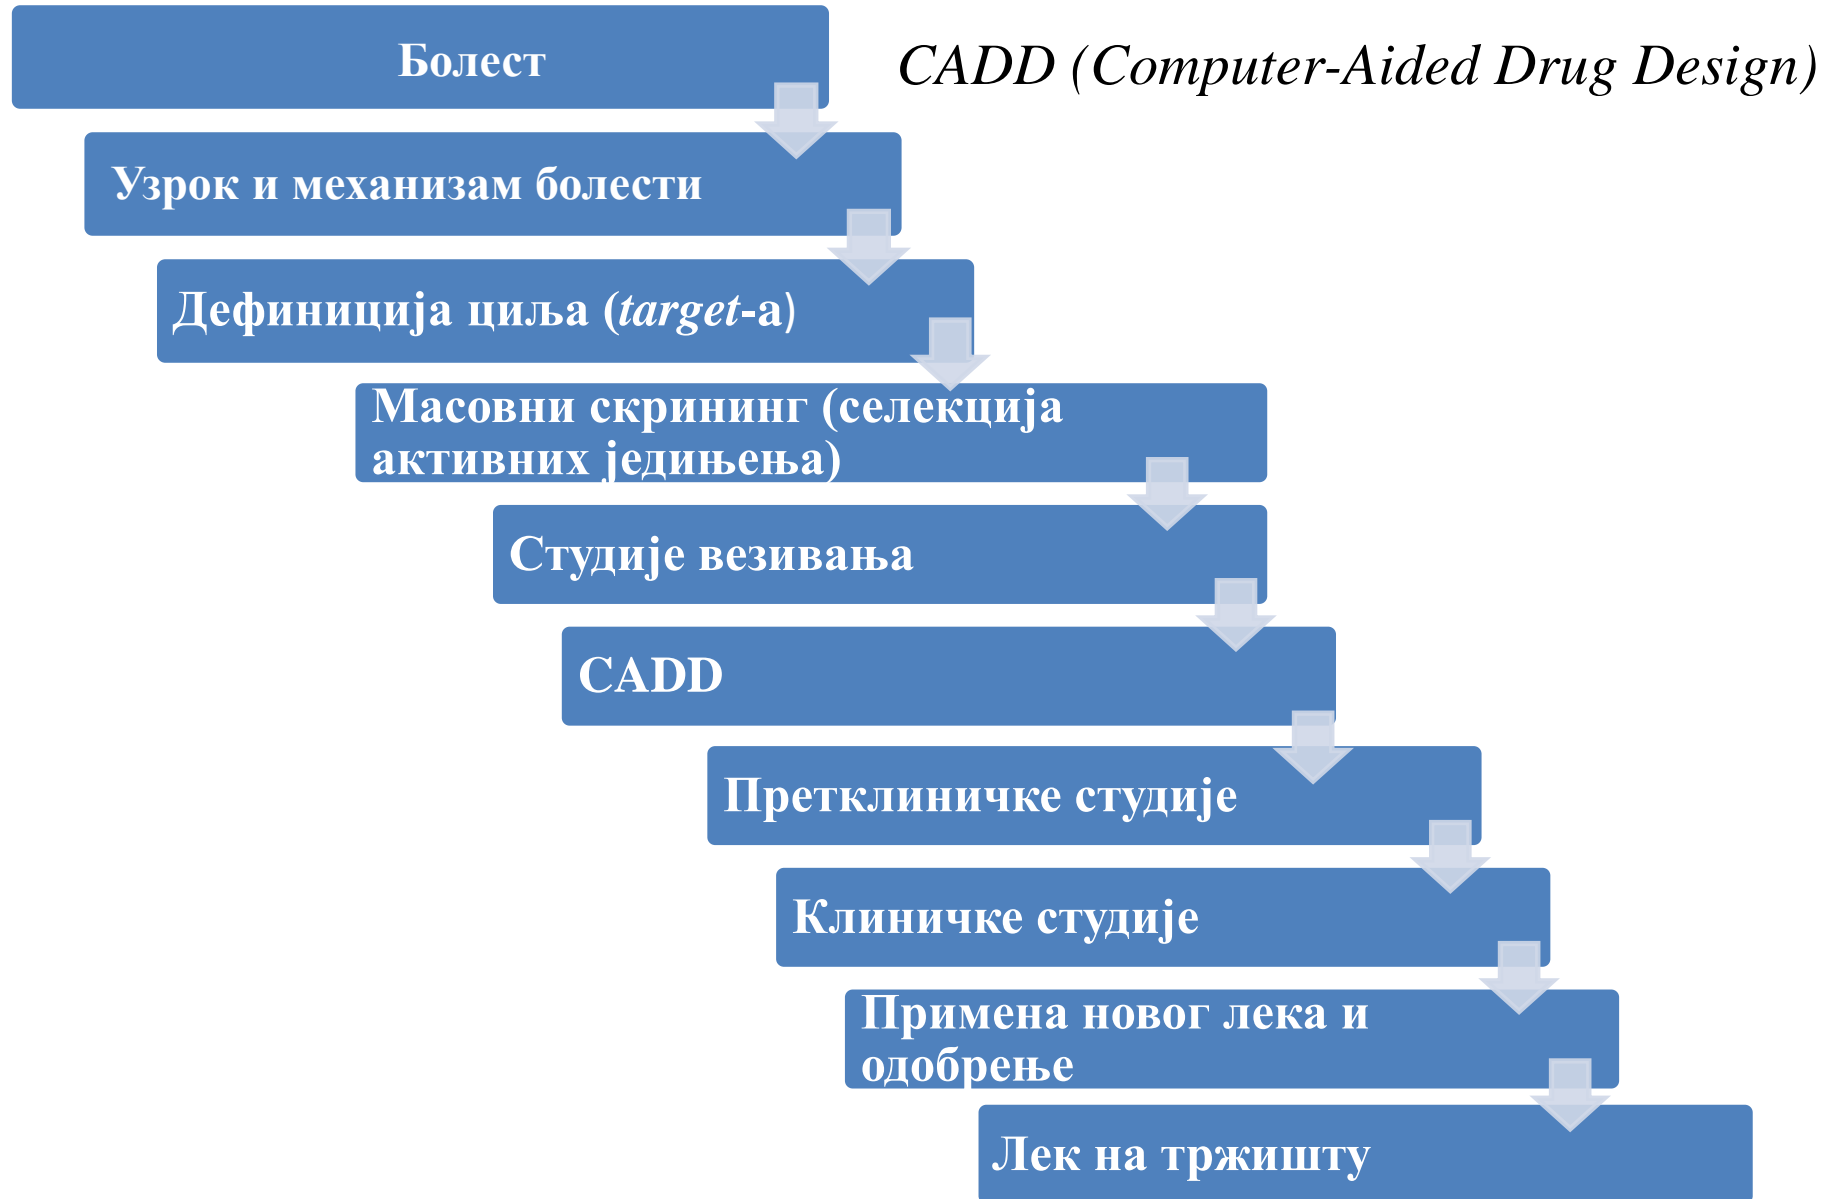 Болест
CADD (Computer-Aided Drug Design)
Узрок и механизам болести
Дефиниција циља (target-а)
Масовни скрининг (селекција
активних једињења)
Студије везивања
CADD
Претклиничке студије
Клиничке студије
Примена новог лека и
одобрење
Лек на тржишту